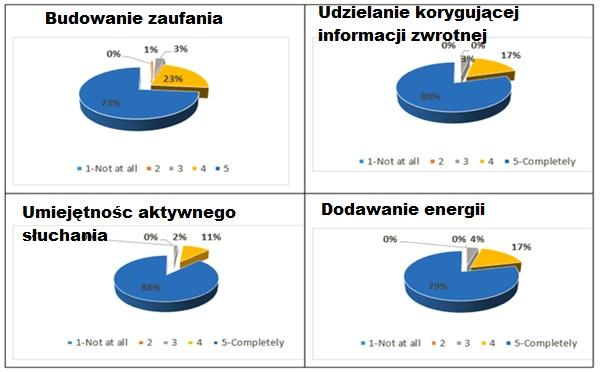 Budowanie zaufania
0%
1%
3%
23%
73%
1-Not at all 2 3 4 5
Udzielanie korygującej
informacji zwrotnej
0%
0%
3%
17%
80%
1-Not at all 2 3 4 5-Completely
Umiejętnośc aktywnego
słuchania
0%
2%
11%
88%
1-Not at all 2 3 4 5-Completely
Dodawanie energii
0%
0%
4%
17%
79%
1-Not at all 2 3 4 5-Completely